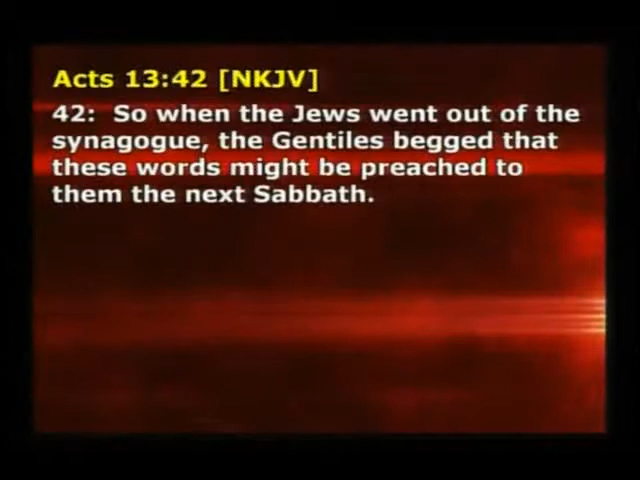 Acts 13:42 [NKJV]
42:  So when the Jews went out of the
synagogue, the Gentiles begged that
these words might be preached to
them the next Sabbath.